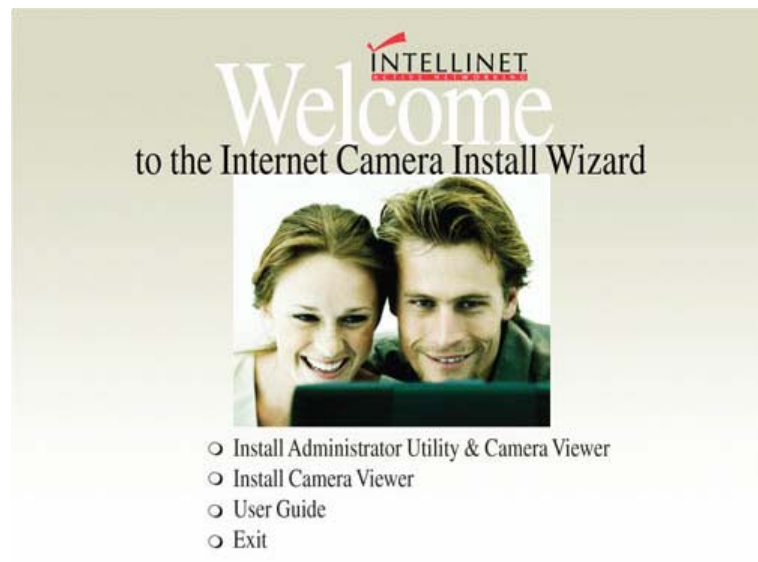 INTELLINET
ACTIVE NETWORKING
Welcome
to the Internet Camera Install Wizard
Install Administrator Utility & Camera Viewer
Install Camera Viewer
User Guide
Exit